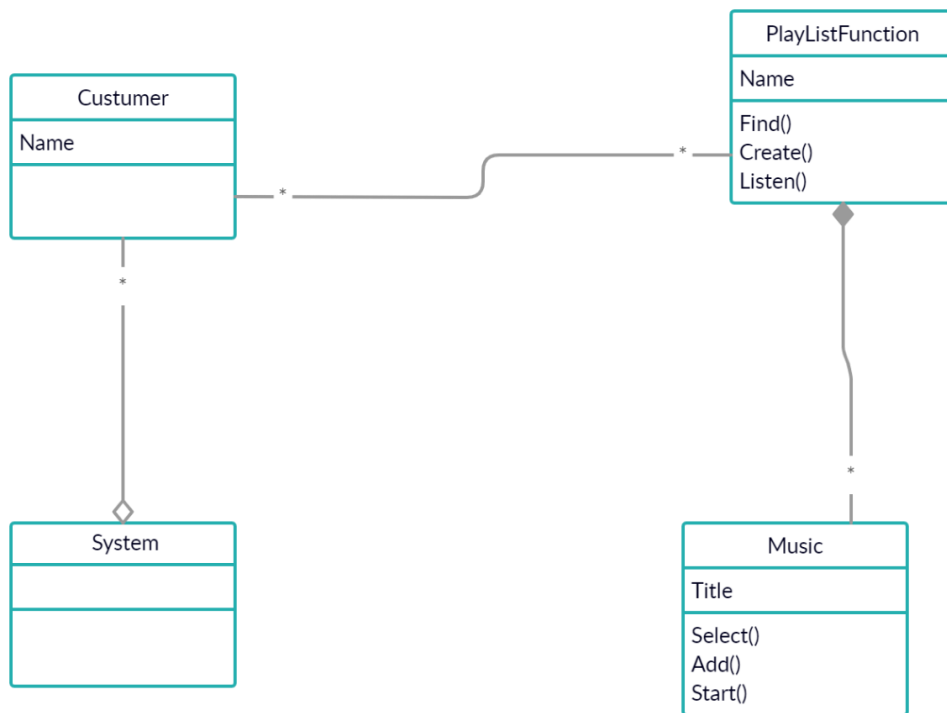 PlayListFunction
Name
Find()
Create()
Listen()
Custumer
Name
*
*
*
*
System
Music
Title
Select()
Add()
Start()